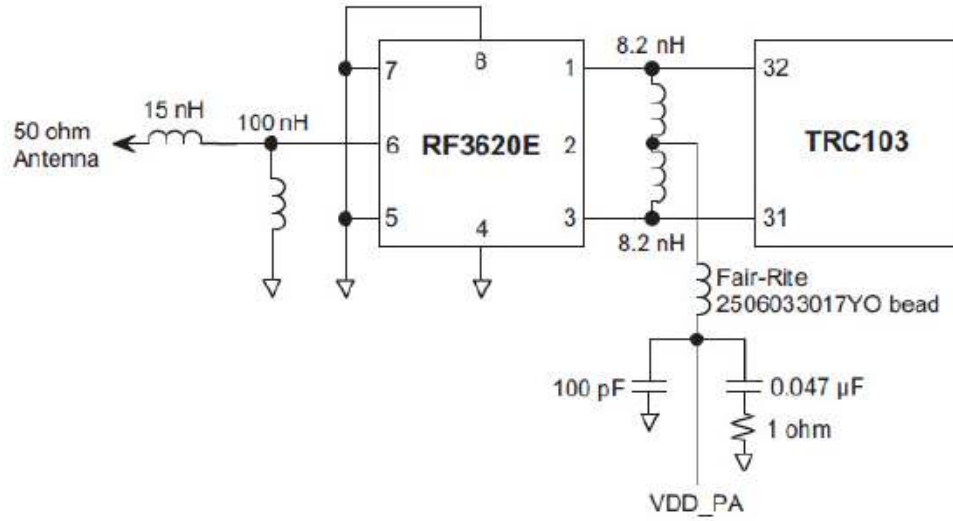 8
8.2 nH
7
1
32
15 nH
100 nH
50 ohm
Antenna
6
RF3620E
2
TRC103
5
4
3
31
8.2 nH
Fair-Rite
2506033017YO bead
100 pF
0.047 µF
1 ohm
VDD_PA